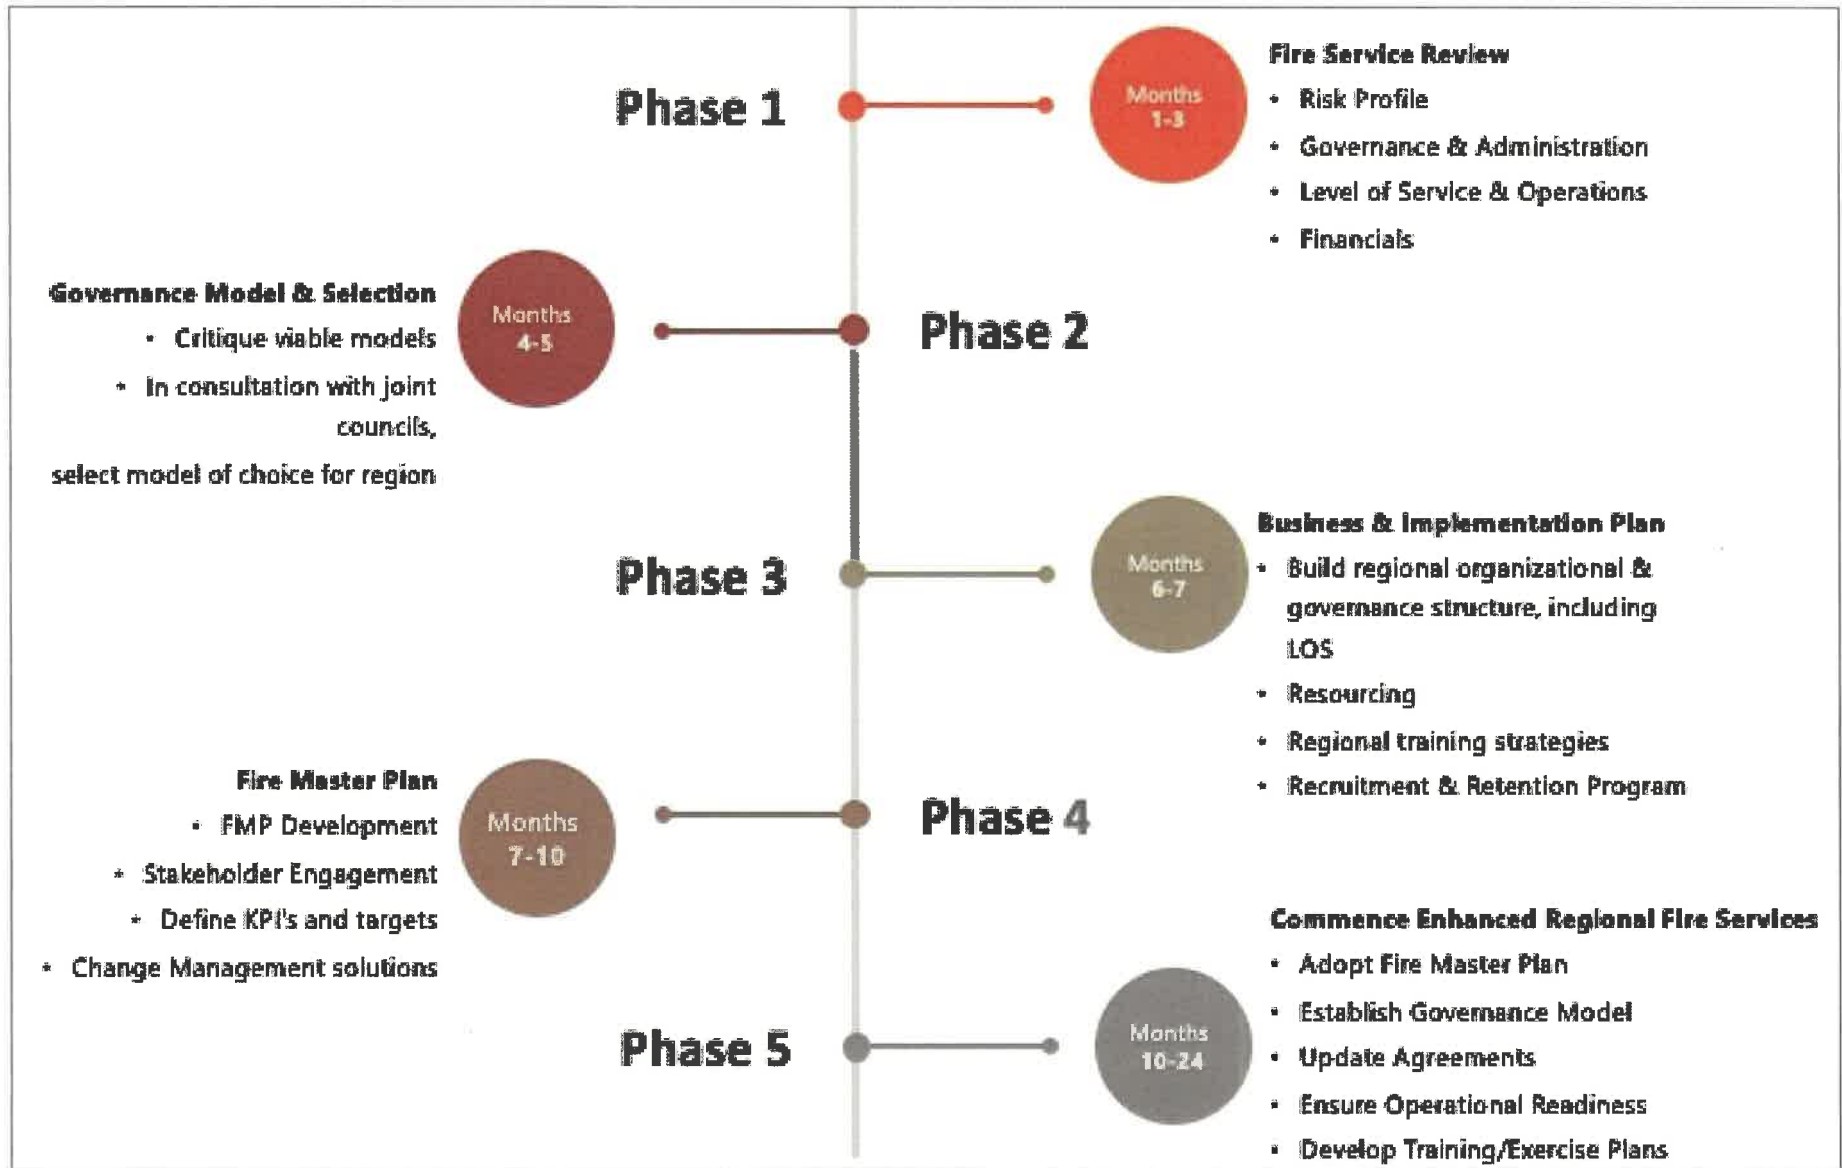 Phase 1
Months
1-3
Fire Service Review
• Risk Profile
• Governance & Administration
• Level of Service & Operations
• Financials
Governance Model & Selection
• Critique viable models
• In consultation with joint
councils,
select model of choice for region
Months
4-5
Phase 2
Phase 3
Months
6-7
Business & Implementation Plan
• Build regional organizational &
governance structure, including
LOS
• Resourcing
• Regional training strategies
• Recruitment & Retention Program
Fire Master Plan
• FMP Development
• Stakeholder Engagement
• Define KPI's and targets
• Change Management solutions
Months
7-10
Phase 4
Phase 5
Months
10-24
Commence Enhanced Regional Fire Services
• Adopt Fire Master Plan
• Establish Governance Model
• Update Agreements
• Ensure Operational Readiness
• Develop Training/Exercise Plans